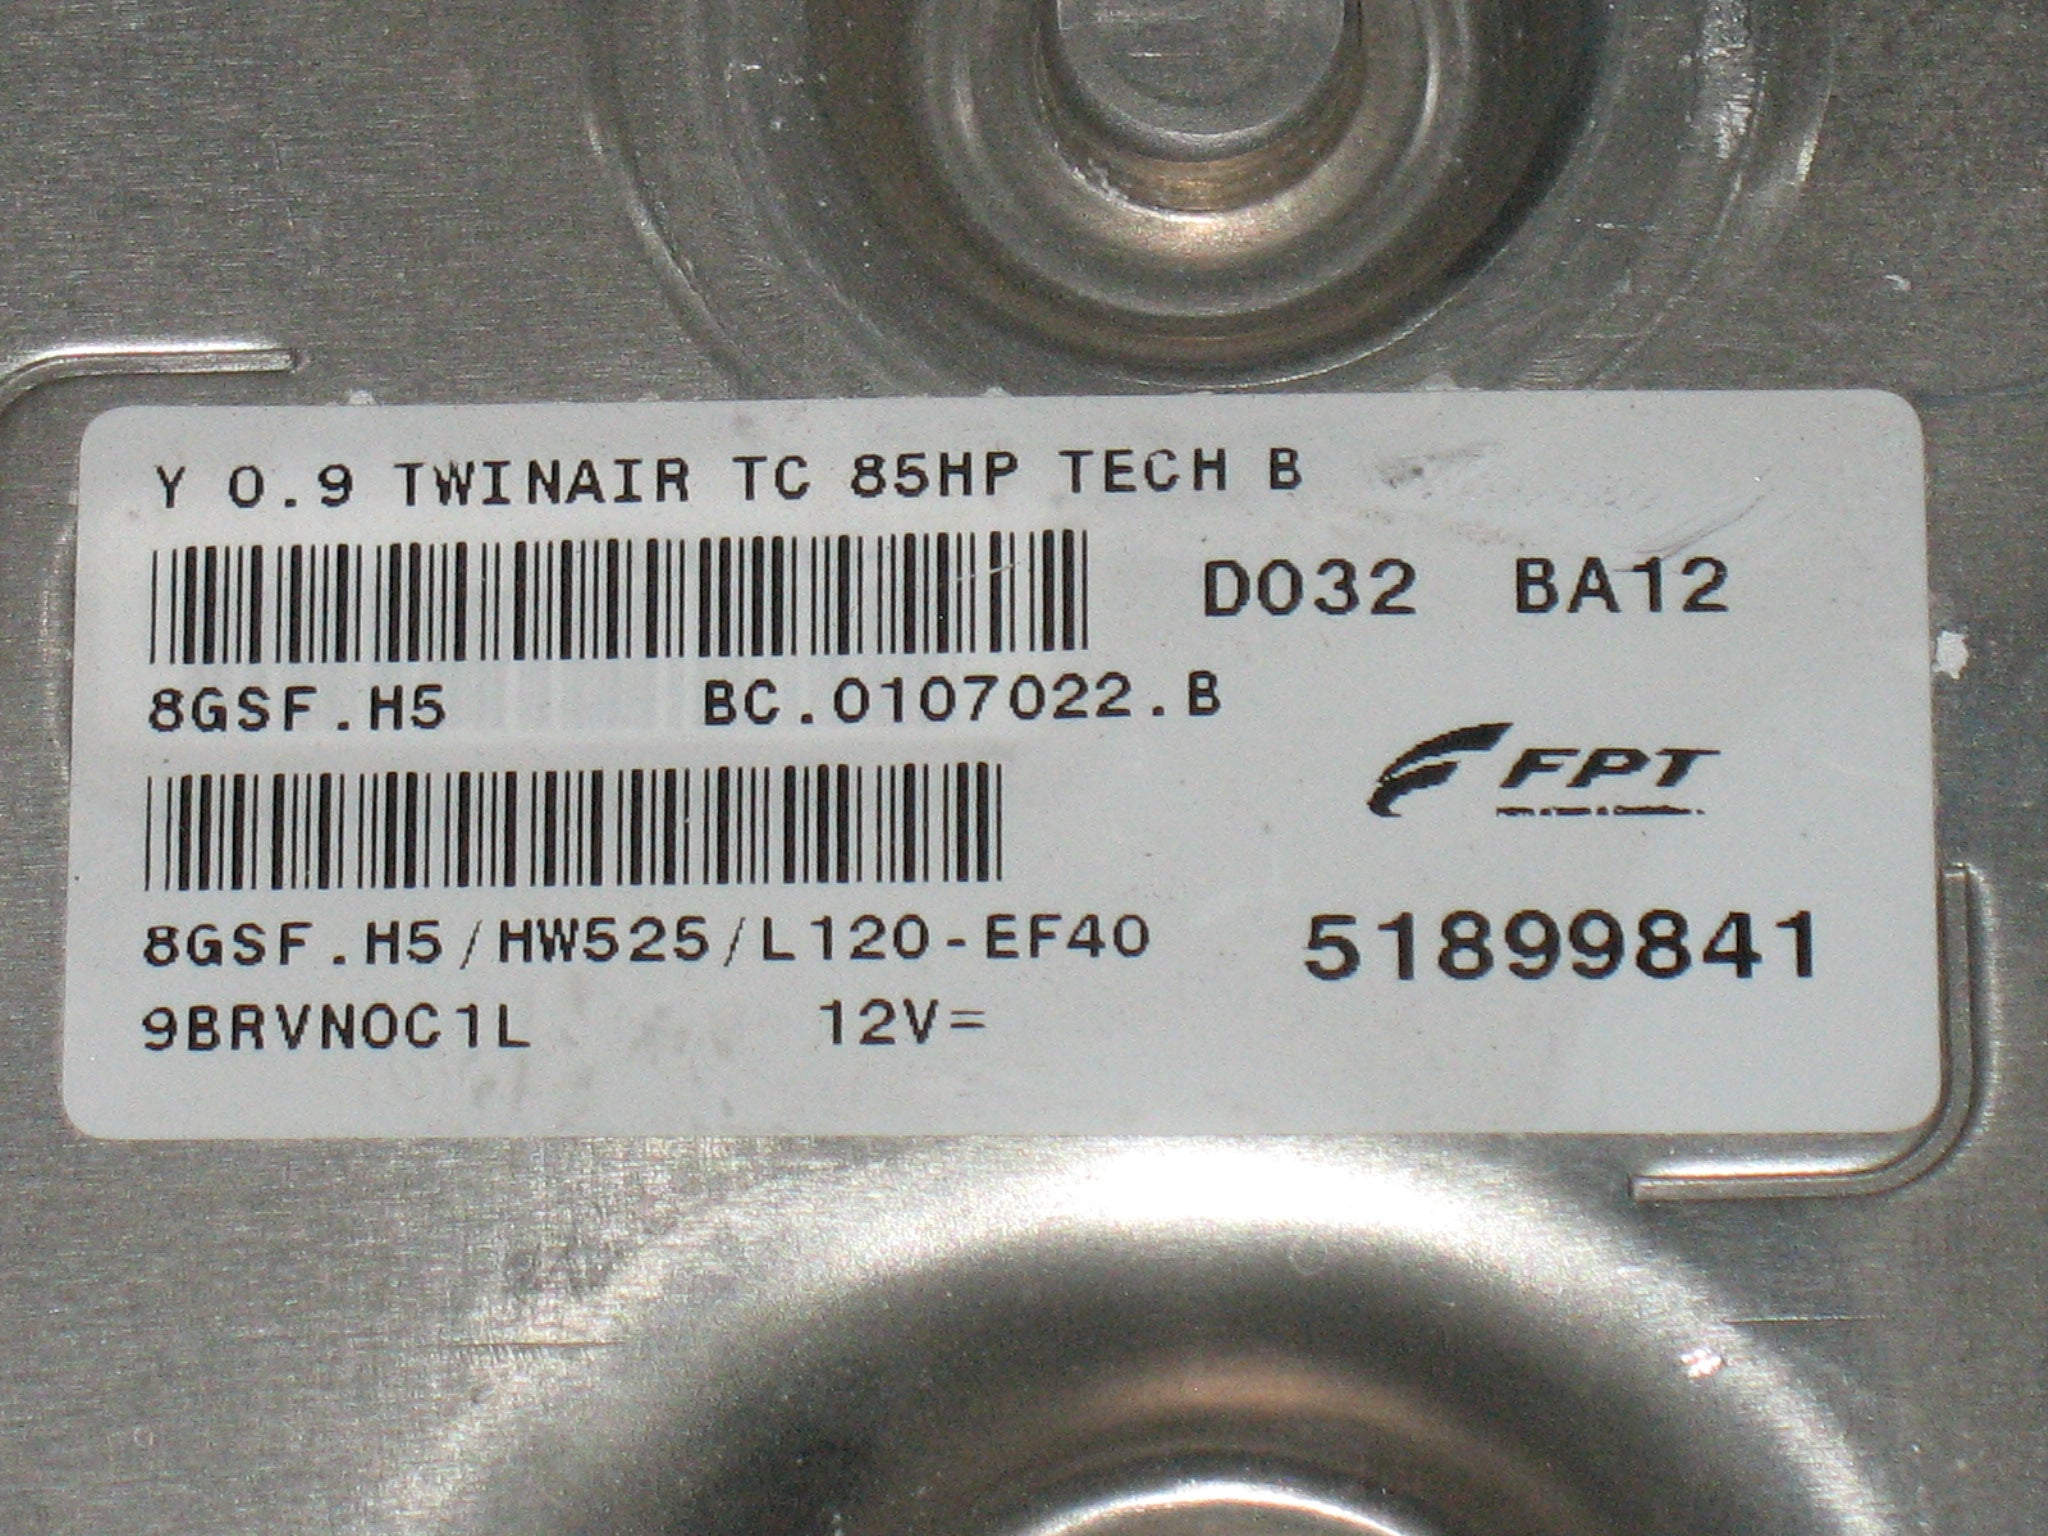 Y 0.9 TWINAIR TC 85HP TECH B
D032 BA12
8GSF.H5 BC.0107022.B
FPT
8GSF.H5/HW525/L120-EF40
51899841
9BRVN0C1L 12V=